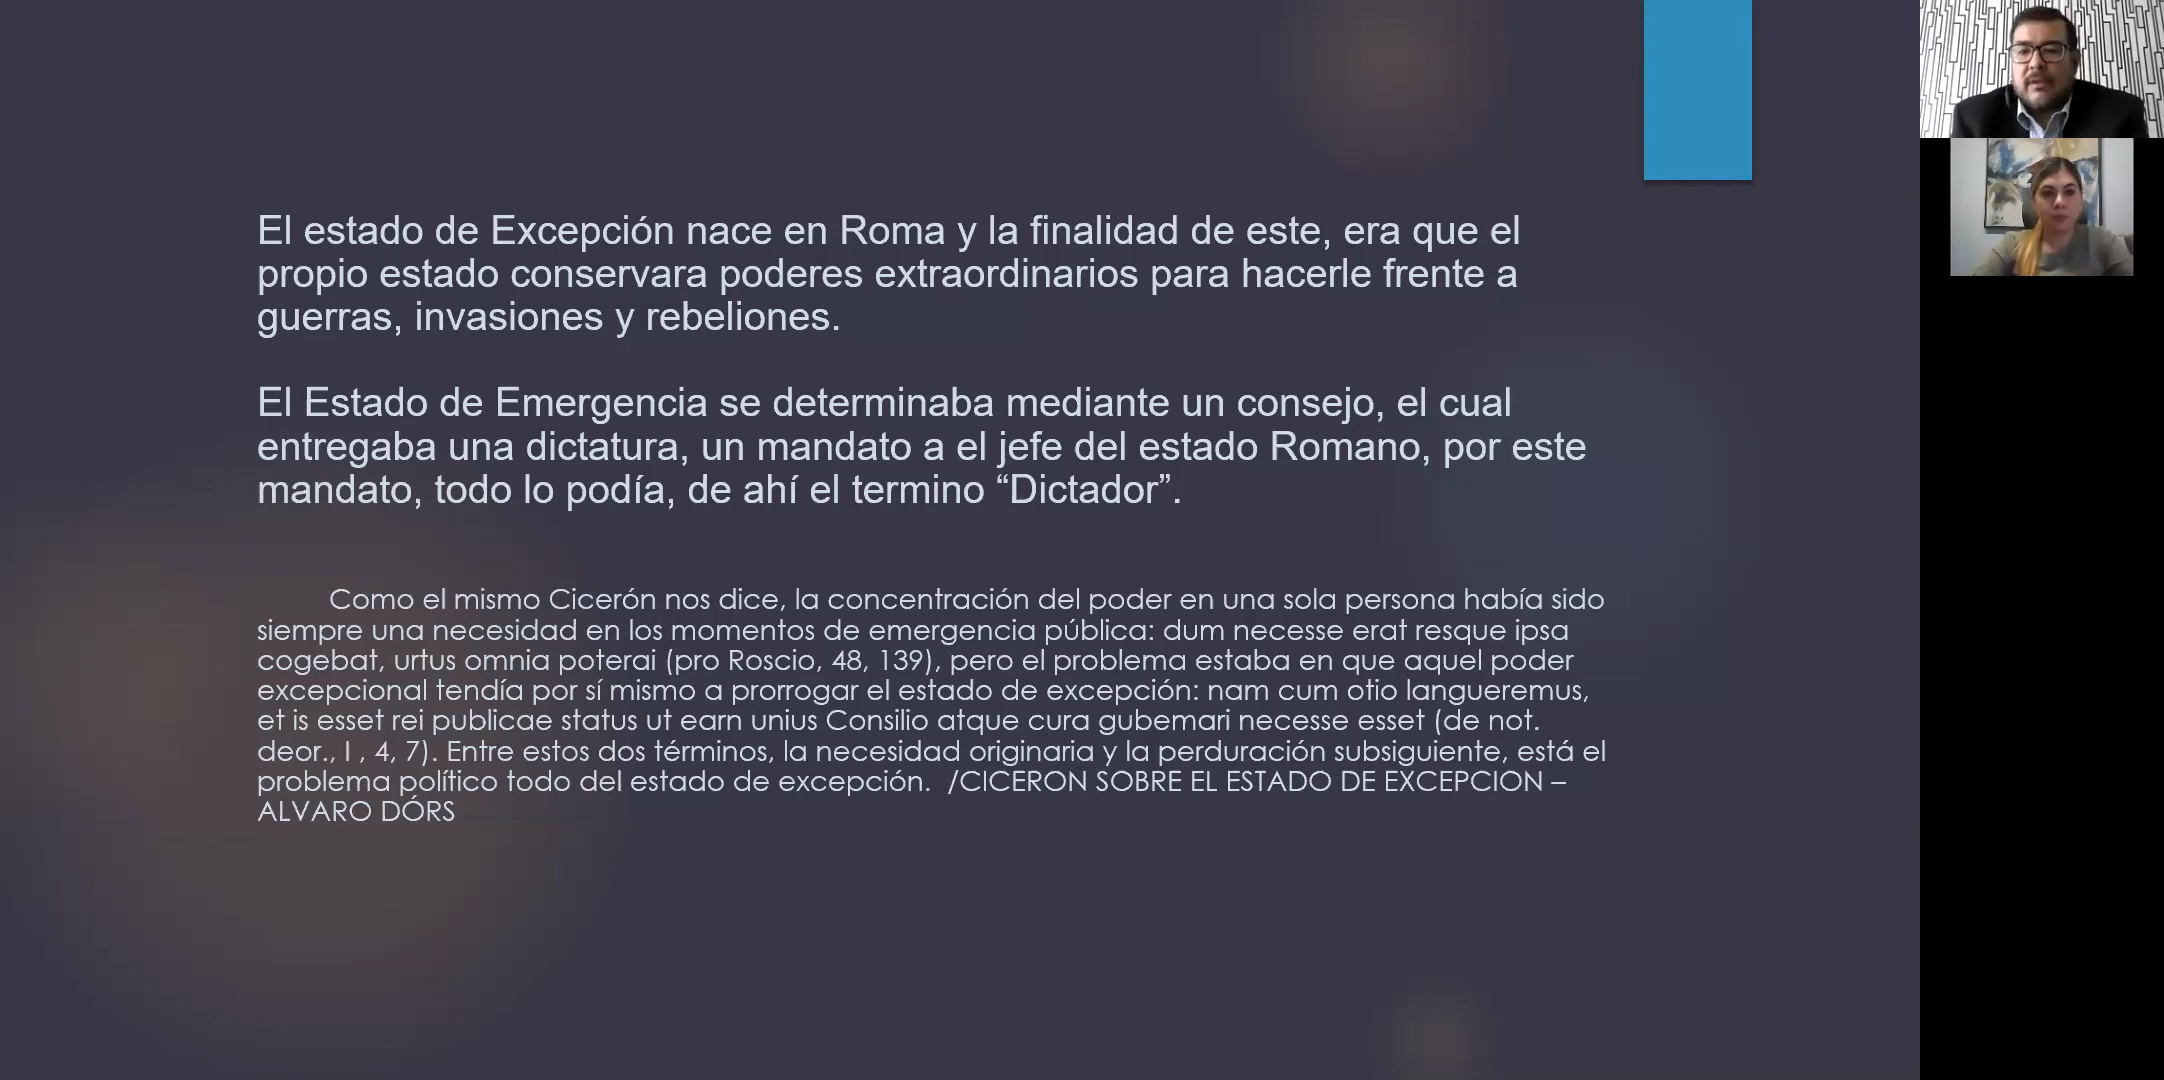 El estado de Excepción nace en Roma y la finalidad de este, era que el
propio estado conservara poderes extraordinarios para hacerle frente a
guerras, invasiones y rebeliones.
El Estado de Emergencia se determinaba mediante un consejo, el cual
entregaba una dictatura, un mandato a el jefe del estado Romano, por este
mandato, todo lo podía, de ahí el termino “Dictador”.
Como el mismo Cicerón nos dice, la concentración del poder en una sola persona había sido
siempre una necesidad en los momentos de emergencia pública: dum necesse erat resque ipsa
cogebat, urtus omnia poterai (pro Roscio, 48, 139), pero el problema estaba en que aquel poder
excepcional tendía por sí mismo a prorrogar el estado de excepción: nam cum otio langueremus,
et is esset rei publicae status ut earn unius Consilio atque cura gubemari necesse esset (de not.
deor., I , 4, 7). Entre estos dos términos, la necesidad originaria y la perduración subsiguiente, está el
problema político todo del estado de excepción.  /CICERON SOBRE EL ESTADO DE EXCEPCION –
ALVARO DÓRS